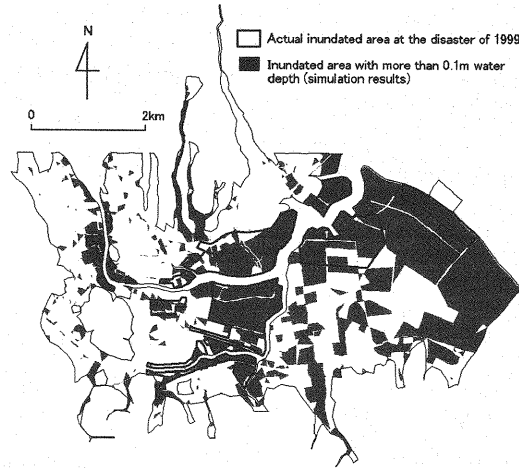 N
Actual inundated area at the disaster of 1999
Inundated area with more than 0.1m water
depth (simulation results)
0 2km